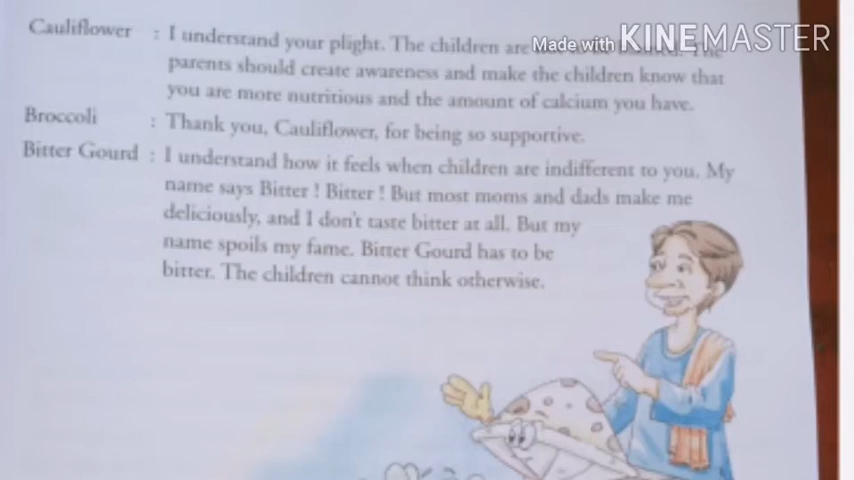 Cauliflower : I understand your plight. The children are
Made with KINEMASTER
parents should create awareness and make the children know that
you are more nutritious and the amount of calcium you have.
Broccoli : Thank you, Cauliflower, for being so supportive.
Bitter Gourd : I understand how it feels when children are indifferent to you. My
name says Bitter ! Bitter ! But most moms and dads make me
deliciously, and I don't taste bitter at all. But my
name spoils my fame. Bitter Gourd has to be
bitter. The children cannot think otherwise.